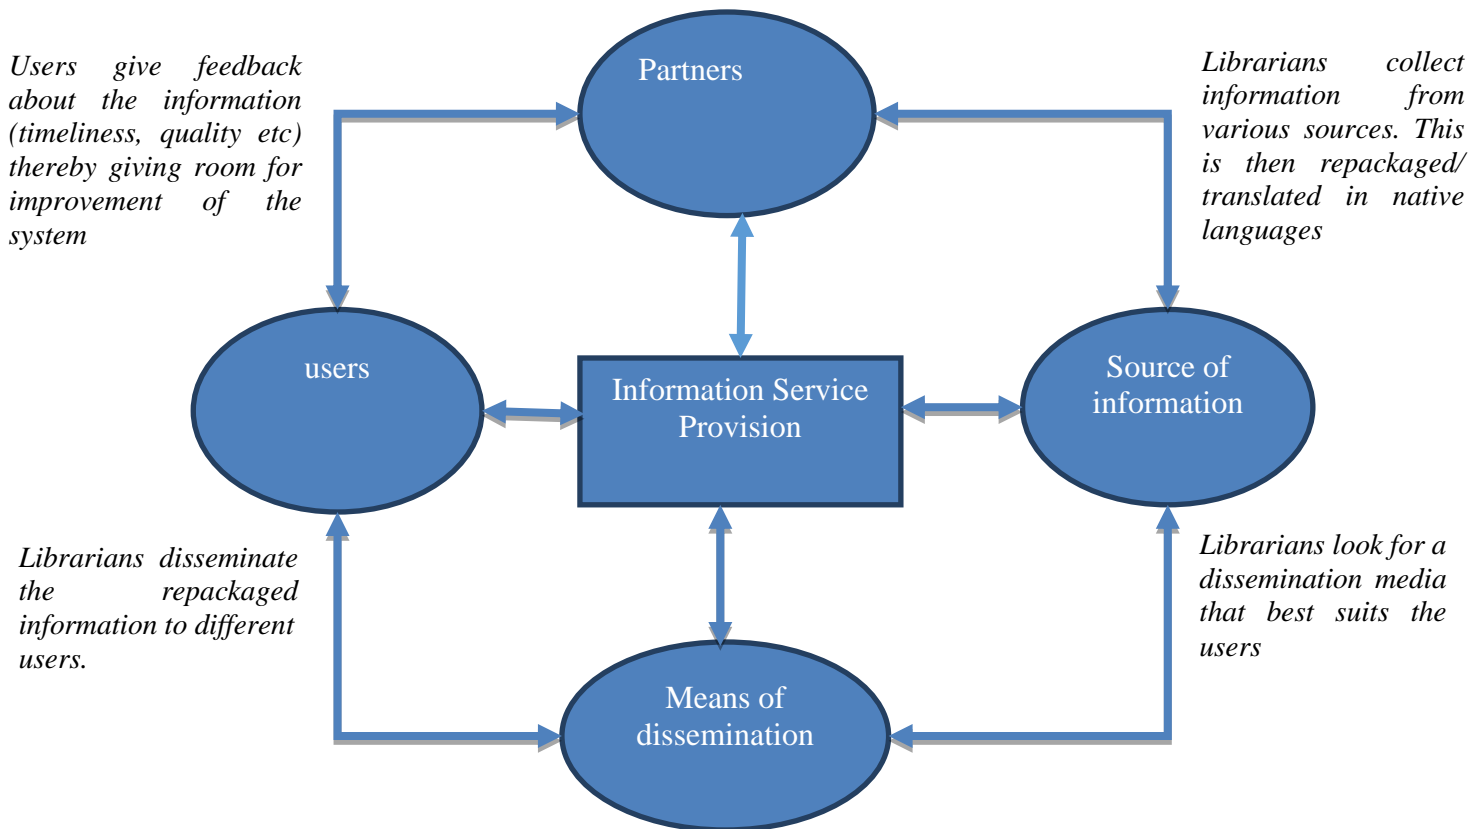 Users give feedback
about the information
(timeliness, quality etc)
thereby giving room for
improvement of the
system
Partners
Librarians collect
information from
various sources. This
is then repackaged/
translated in native
languages
users
Information Service
Provision
Source of
information
Librarians disseminate
the repackaged
information to different
users.
Means of
dissemination
Librarians look for a
dissemination media
that best suits the
users